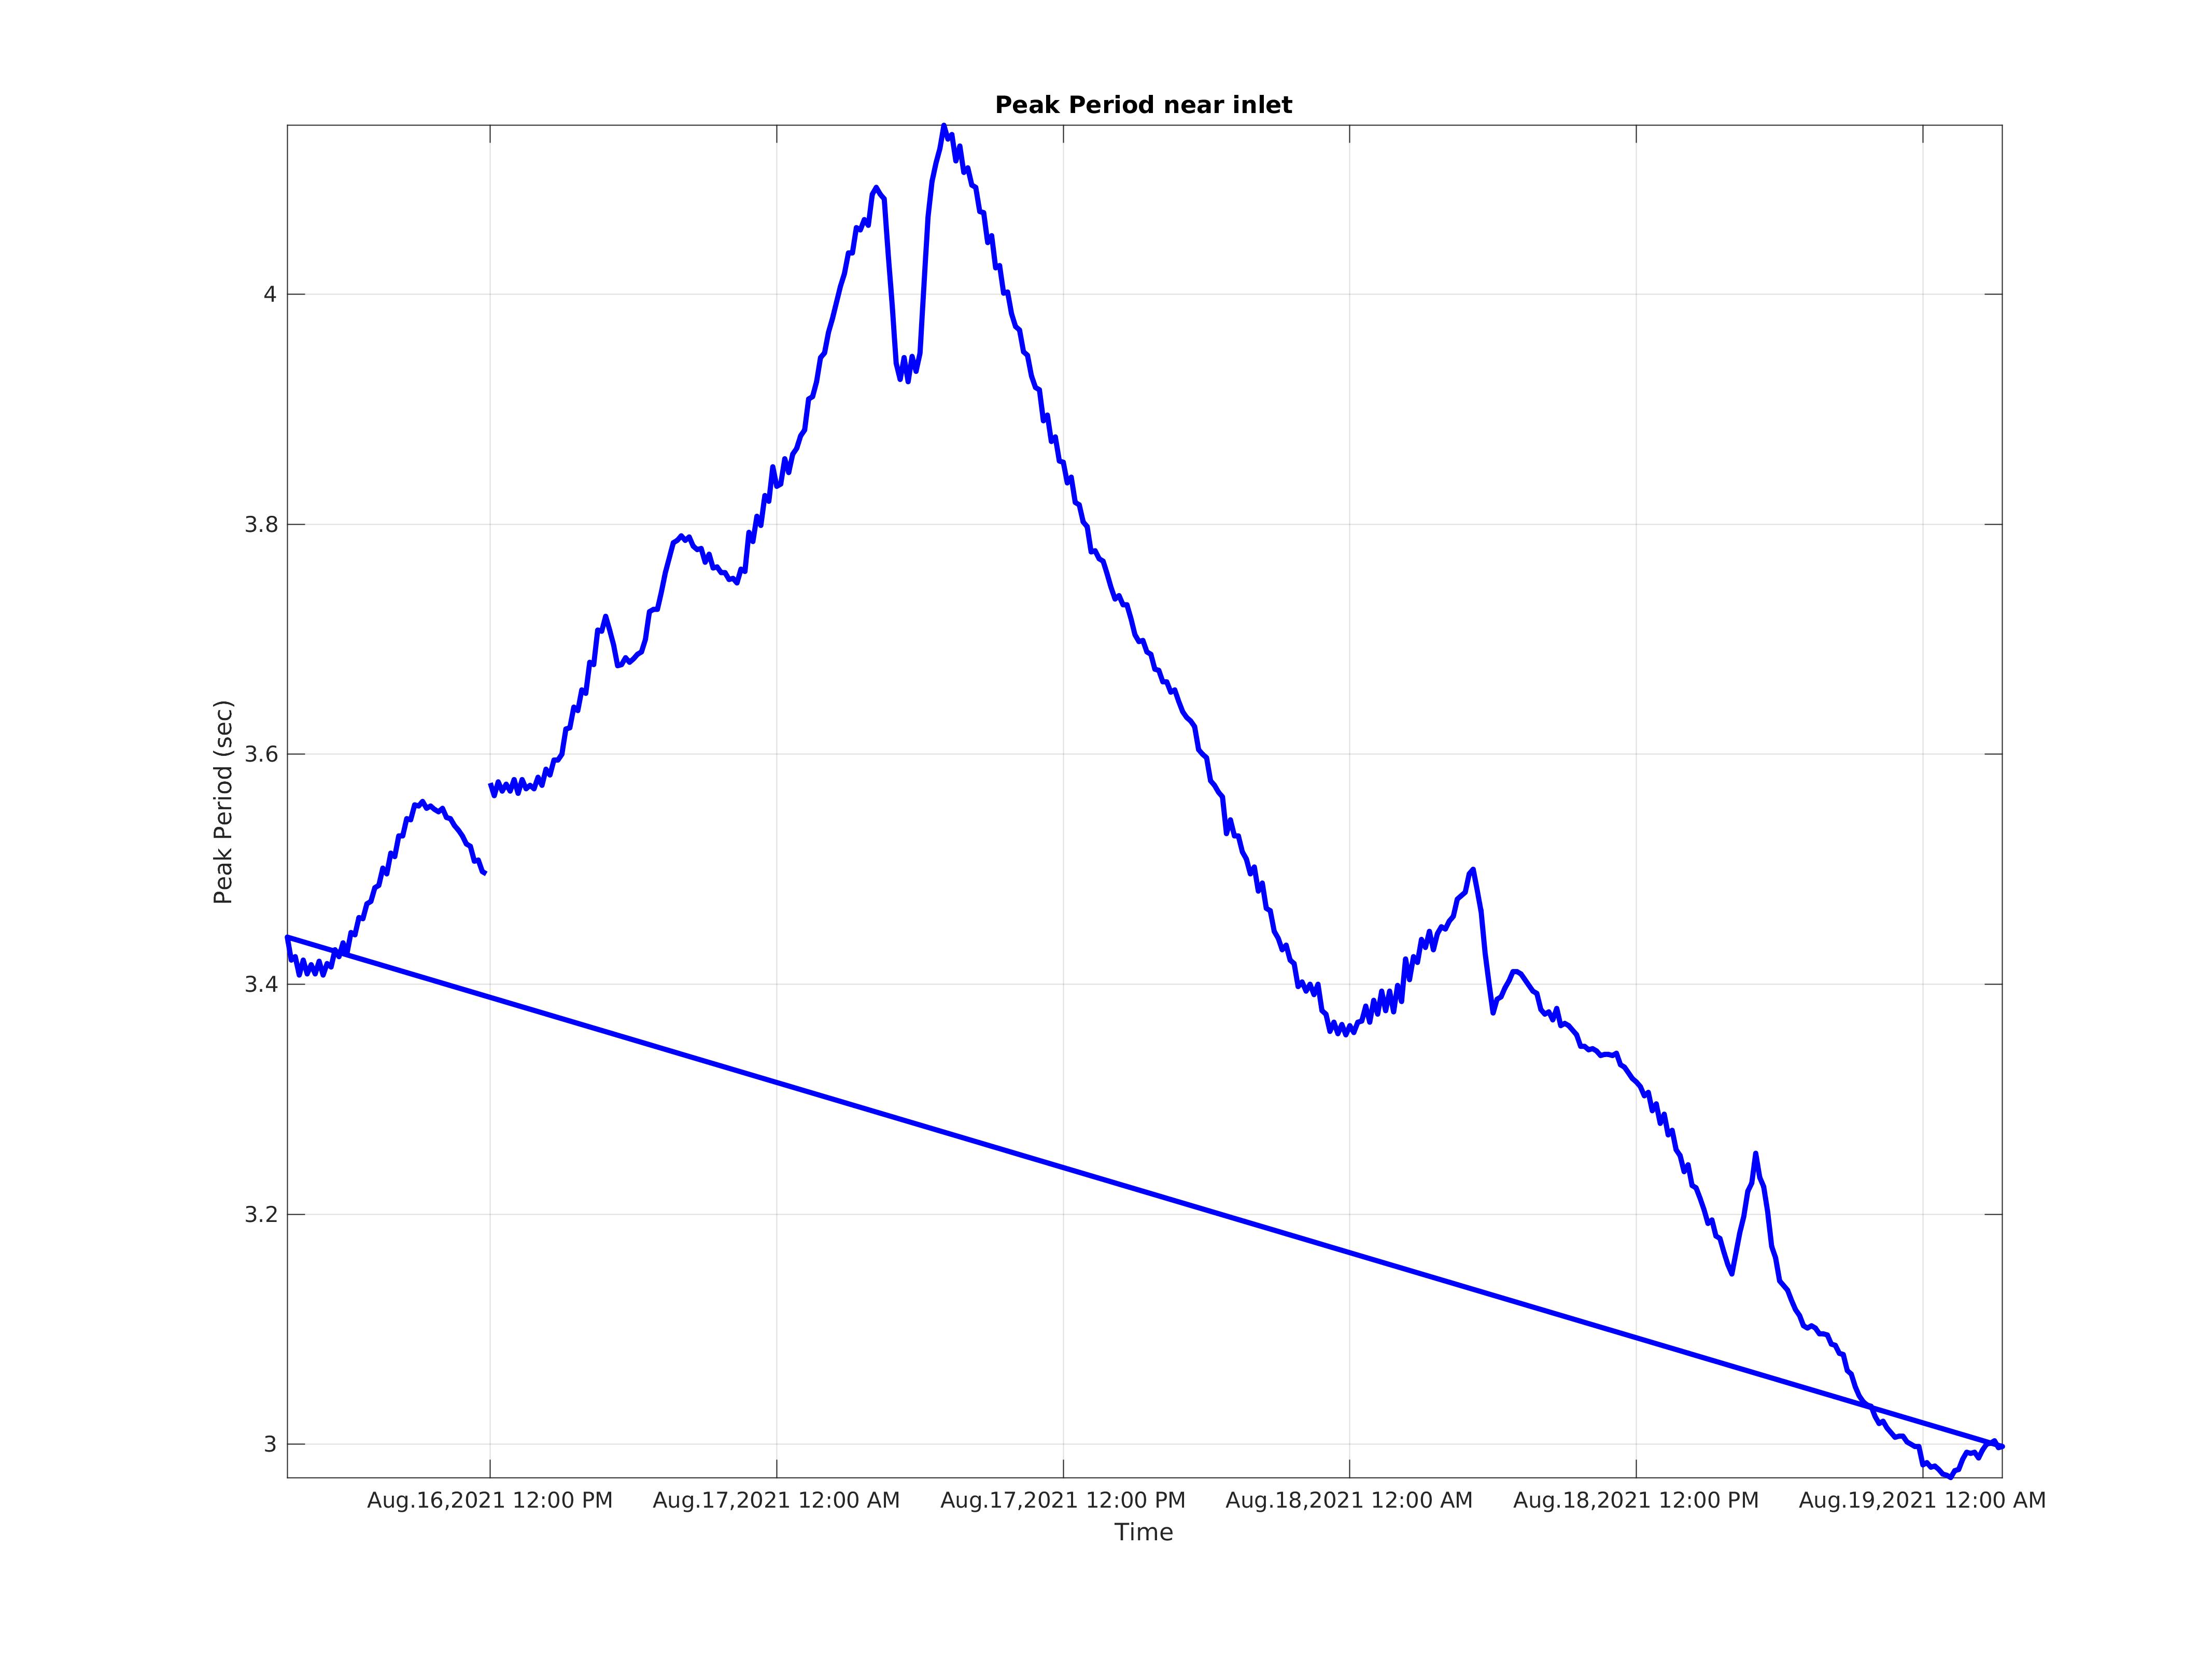 Peak Period near inlet
4
3.8
3.6
3.4
3.2
3
Peak Period (sec)
Aug.16,2021 12:00 PM
Aug.17,2021 12:00 AM
Aug.17,2021 12:00 PM
Aug.18,2021 12:00 AM
Aug.18,2021 12:00 PM
Aug.19,2021 12:00 AM
Time